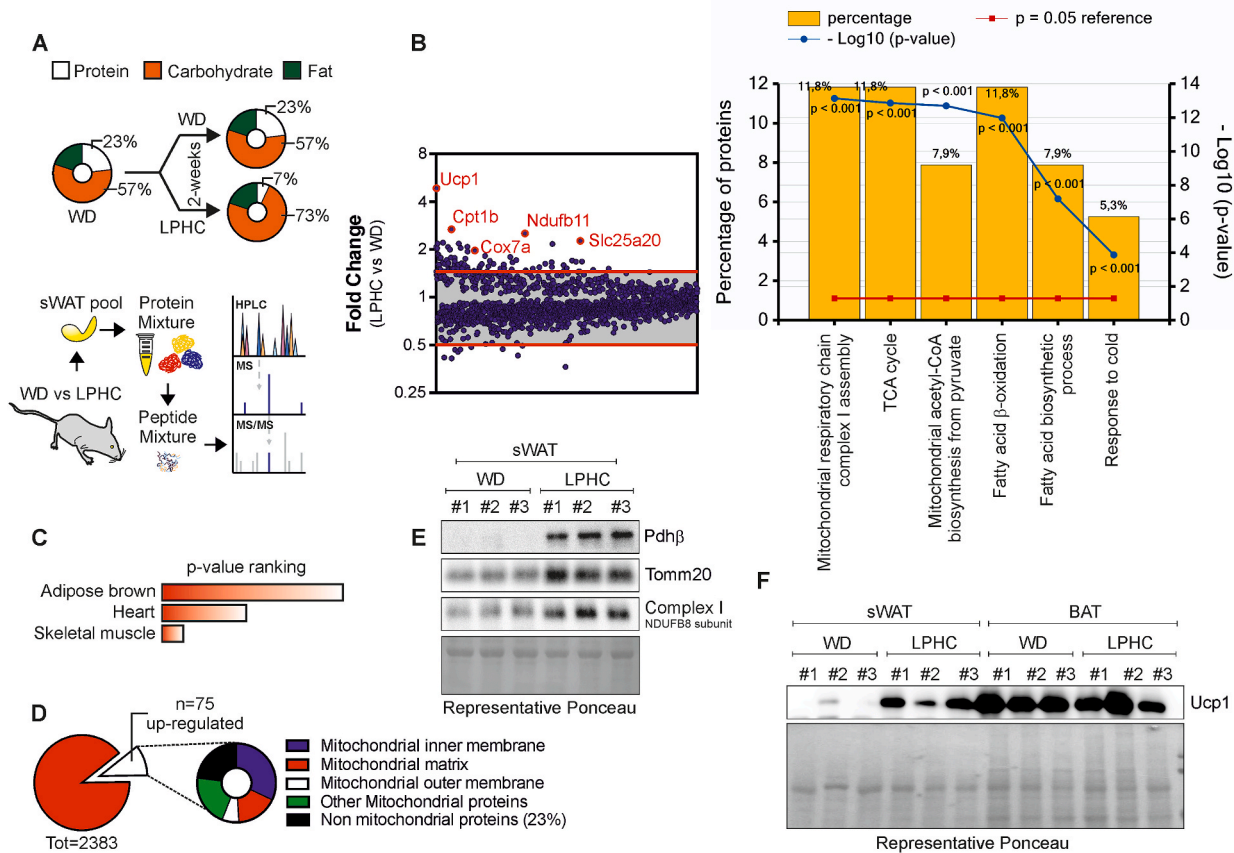 A
Protein
Carbohydrate
Fat
WD
23%
57%
23%
57%
WD
2-weeks
LPHC
7%
73%
sWAT pool
Protein
Mixture
HPLC
MS
MS/MS
WD vs LPHC
Peptide
Mixture
B
Fold Change
(LPHC vs WD)
8
4
2
1
0.5
0.25
Ucp1
Cpt1b
Cox7a
Ndufb11
Slc25a20
percentage
p = 0.05 reference
- Log10 (p-value)
Percentage of proteins
12
10
8
6
4
2
0
11,8%
p < 0.001
11,8%
p < 0.001
p < 0.001
7,9%
11,8%
p < 0.001
7,9%
p < 0.001
5,3%
p < 0.001
14
12
10
8
6
4
2
0
- Log10 (p-value)
Mitochondrial respiratory chain
complex I assembly
TCA cycle
Mitochondrial acetyl-CoA
biosynthesis from pyruvate
Fatty acid β-oxidation
Fatty acid biosynthetic
process
Response to cold
C
p-value ranking
Adipose brown
Heart
Skeletal muscle
D
n=75
up-regulated
Tot=2383
Mitochondrial inner membrane
Mitochondrial matrix
Mitochondrial outer membrane
Other Mitochondrial proteins
Non mitochondrial proteins (23%)
E
sWAT
WD
LPHC
#1 #2 #3 #1 #2 #3
Pdhβ
Tomm20
Complex I
NDUFB8 subunit
Representative Ponceau
F
sWAT
BAT
WD
LPHC
WD
LPHC
#1 #2 #3 #1 #2 #3 #1 #2 #3 #1 #2 #3
Ucp1
Representative Ponceau